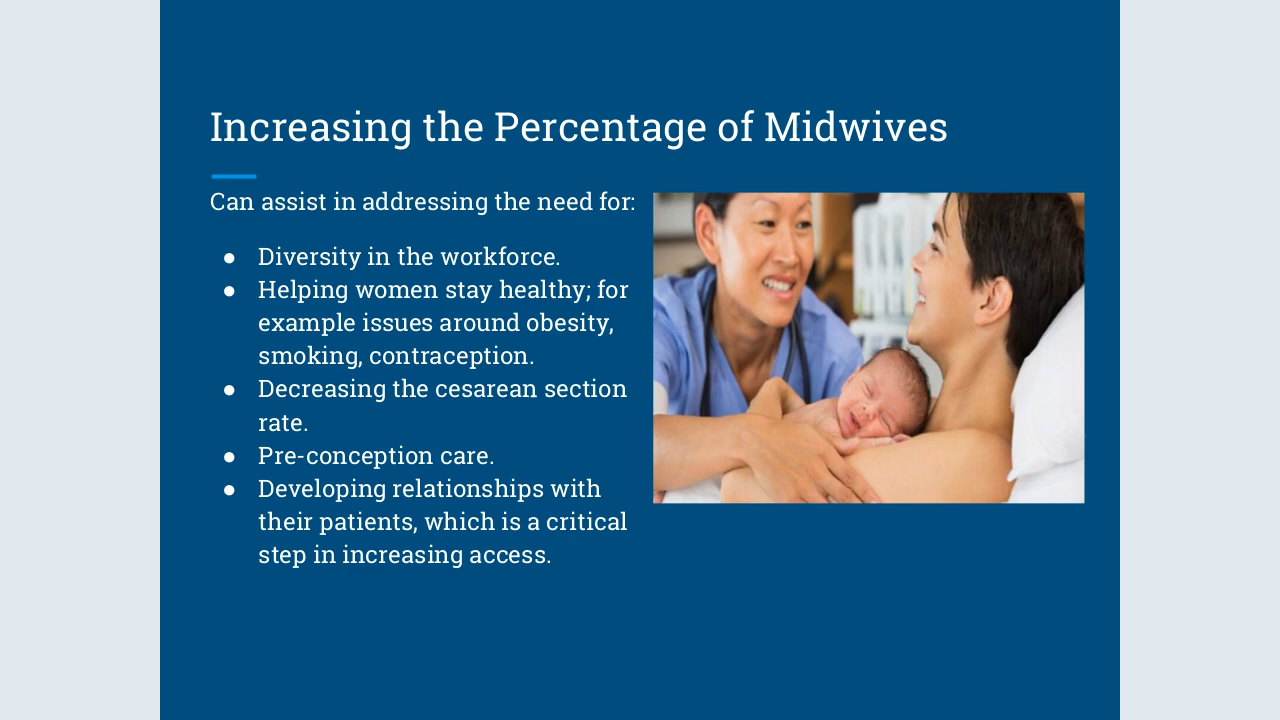 Increasing the Percentage of Midwives
Can assist in addressing the need for:
● Diversity in the workforce.
● Helping women stay healthy; for
example issues around obesity,
smoking, contraception.
● Decreasing the cesarean section
rate.
● Pre-conception care.
● Developing relationships with
their patients, which is a critical
step in increasing access.